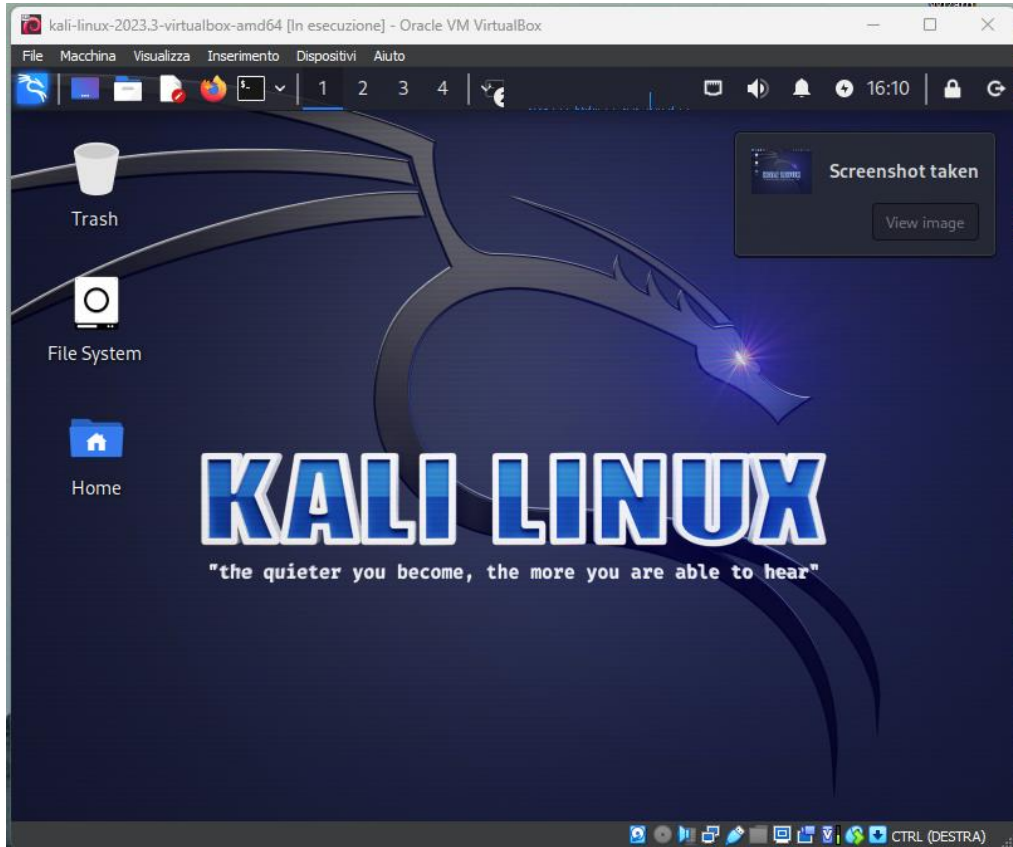 kali-linux-2023.3-virtualbox-amd64 [In esecuzione] - Oracle VM VirtualBox
File Macchina Visualizza Inserimento Dispositivi Aiuto
1 2 3 4 16:10
Screenshot taken
View image
Trash
File System
Home
KALI LINUX
"the quieter you become, the more you are able to hear"
CTRL (DESTRA)